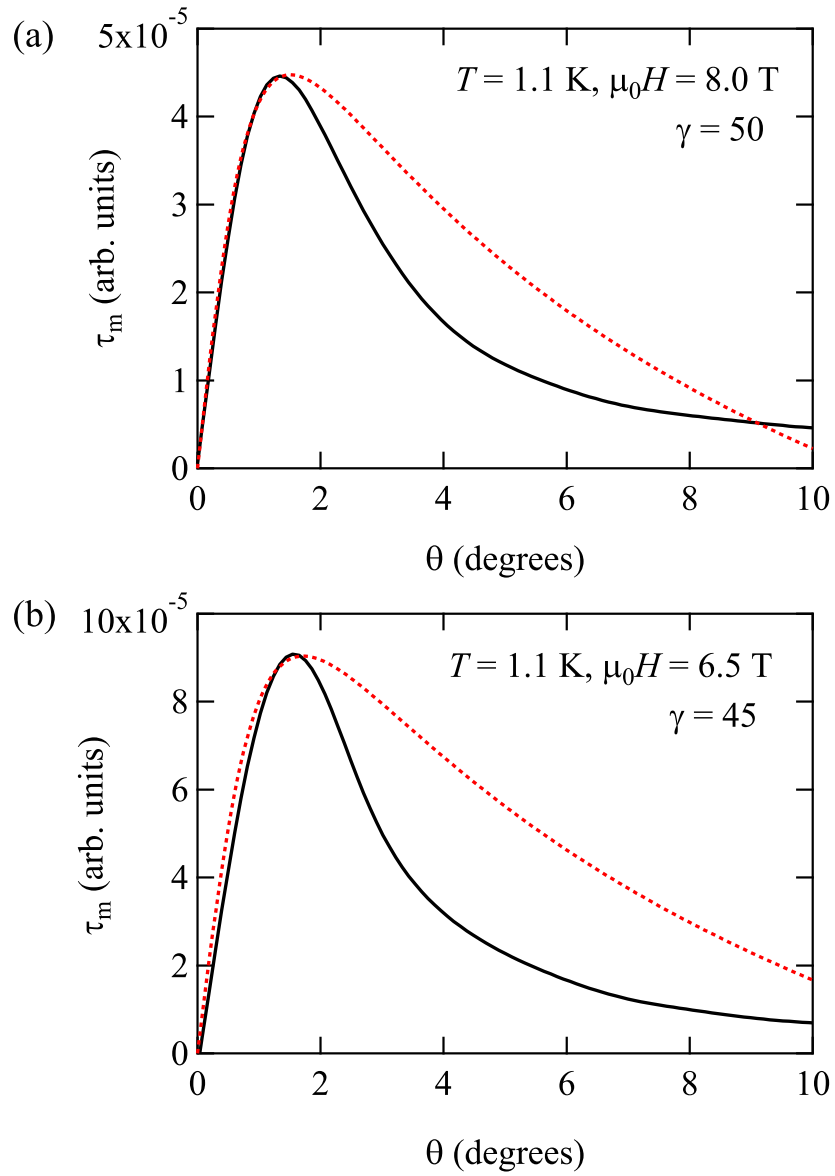 (a)
5x10⁻⁵
4
3
2
1
0
τm (arb. units)
T = 1.1 K, μ₀H = 8.0 T
γ = 50
0 2 4 6 8 10
θ (degrees)
(b)
10x10⁻⁵
8
6
4
2
0
τm (arb. units)
T = 1.1 K, μ₀H = 6.5 T
γ = 45
0 2 4 6 8 10
θ (degrees)